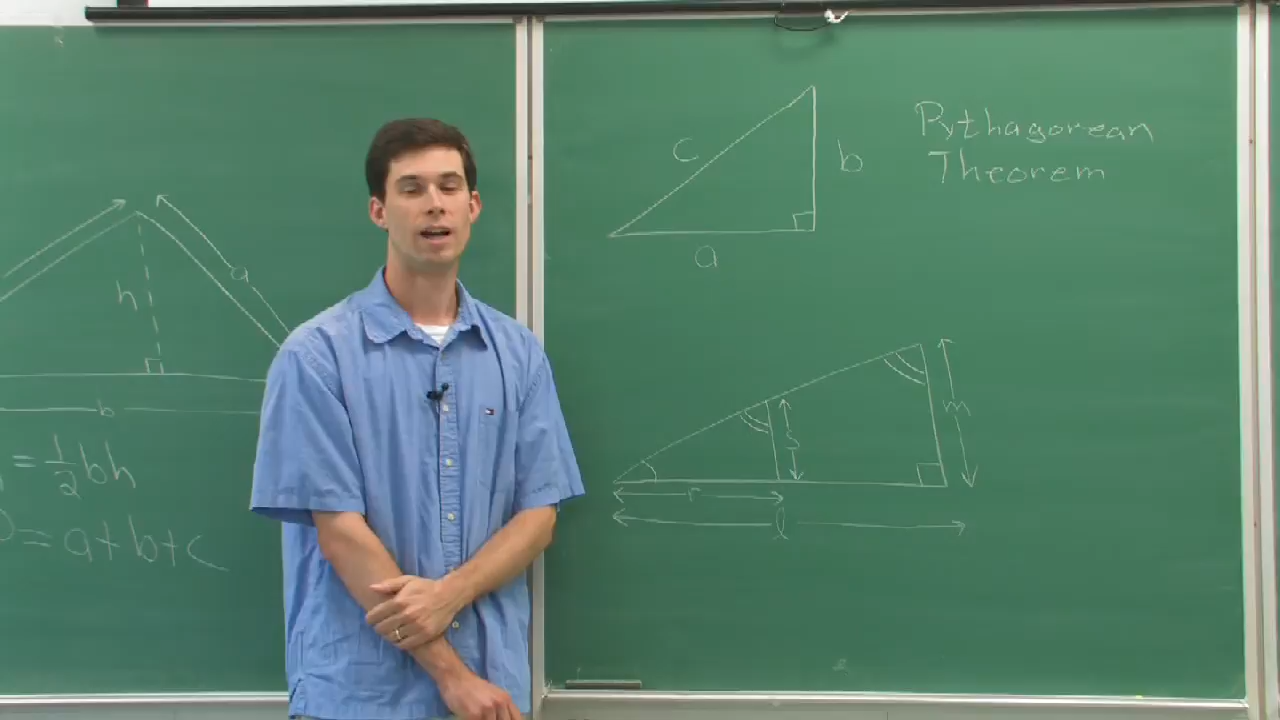 h
a
b
= 1/2 bh
= a+b+c
c
b
a
Pythagorean
Theorem
m
s
r
l